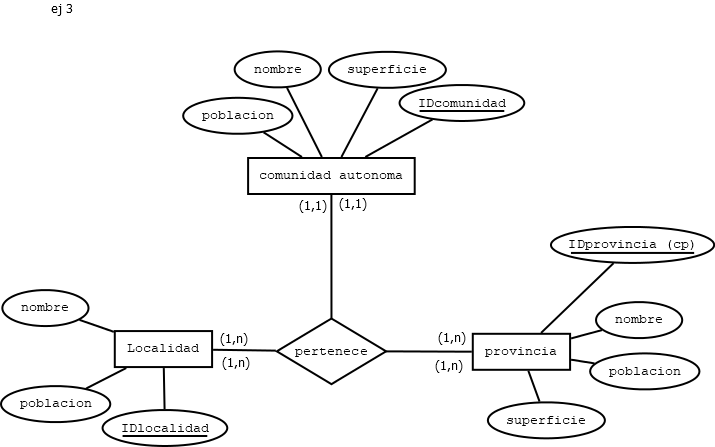 ej 3
nombre
superficie
IDcomunidad
poblacion
comunidad autonoma
(1,1)
(1,1)
IDprovincia (cp)
nombre
nombre
(1,n)
(1,n)
Localidad
pertenece
provincia
(1,n)
(1,n)
poblacion
poblacion
superficie
IDlocalidad